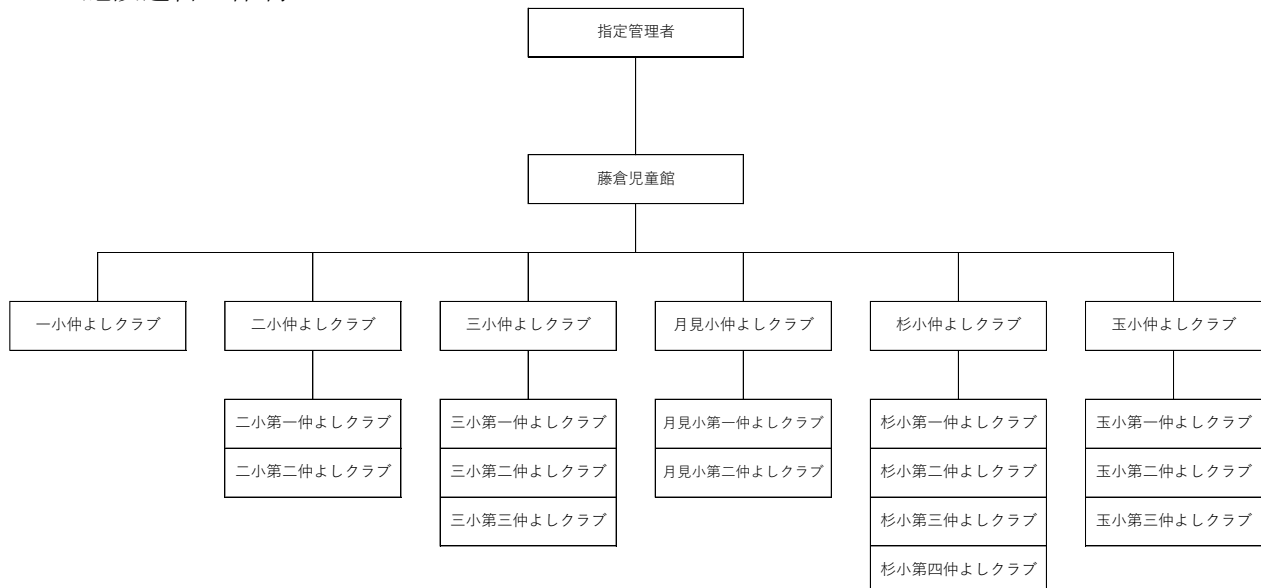 指定管理者
藤倉児童館
一小仲よしクラブ
二小仲よしクラブ
三小仲よしクラブ
月見小仲よしクラブ
杉小仲よしクラブ
玉小仲よしクラブ
二小第一仲よしクラブ
二小第二仲よしクラブ
三小第一仲よしクラブ
三小第二仲よしクラブ
三小第三仲よしクラブ
月見小第一仲よしクラブ
月見小第二仲よしクラブ
杉小第一仲よしクラブ
杉小第二仲よしクラブ
杉小第三仲よしクラブ
杉小第四仲よしクラブ
玉小第一仲よしクラブ
玉小第二仲よしクラブ
玉小第三仲よしクラブ